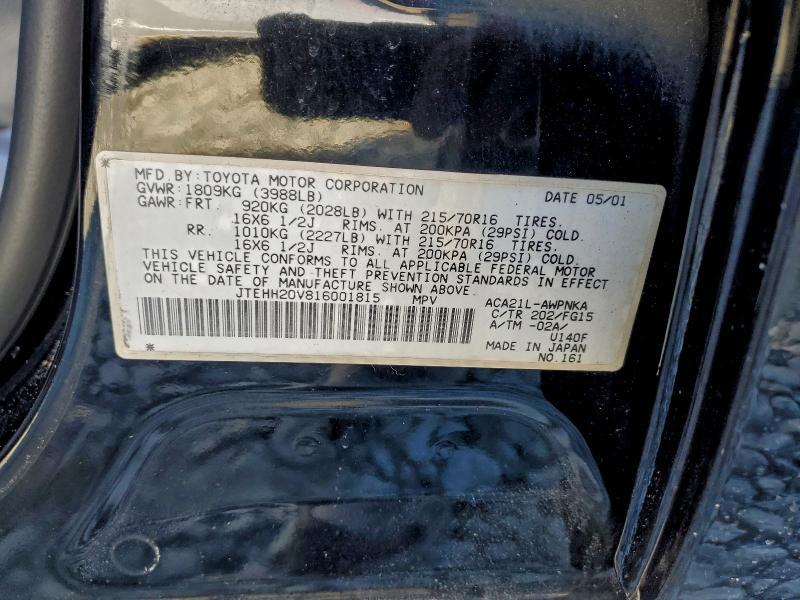 MFD.BY:TOYOTA MOTOR CORPORATION DATE 05/01
GVWR:1809KG (3988LB)
GAWR:FRT. 920KG (2028LB) WITH 215/70R16 TIRES.
16X6 1/2J RIMS. AT 200KPA (29PSI) COLD.
RR. 1010KG (2227LB) WITH 215/70R16 TIRES.
16X6 1/2J RIMS. AT 200KPA (29PSI) COLD.
THIS VEHICLE CONFORMS TO ALL APPLICABLE FEDERAL MOTOR
VEHICLE SAFETY AND THEFT PREVENTION STANDARDS IN EFFECT
ON THE DATE OF MANUFACTURE SHOWN ABOVE.
JTEHH20V816001815 MPV ACA21L-AWPNKA
C/TR 202/FG15
A/TM -02A/
U140F
MADE IN JAPAN
NO.161